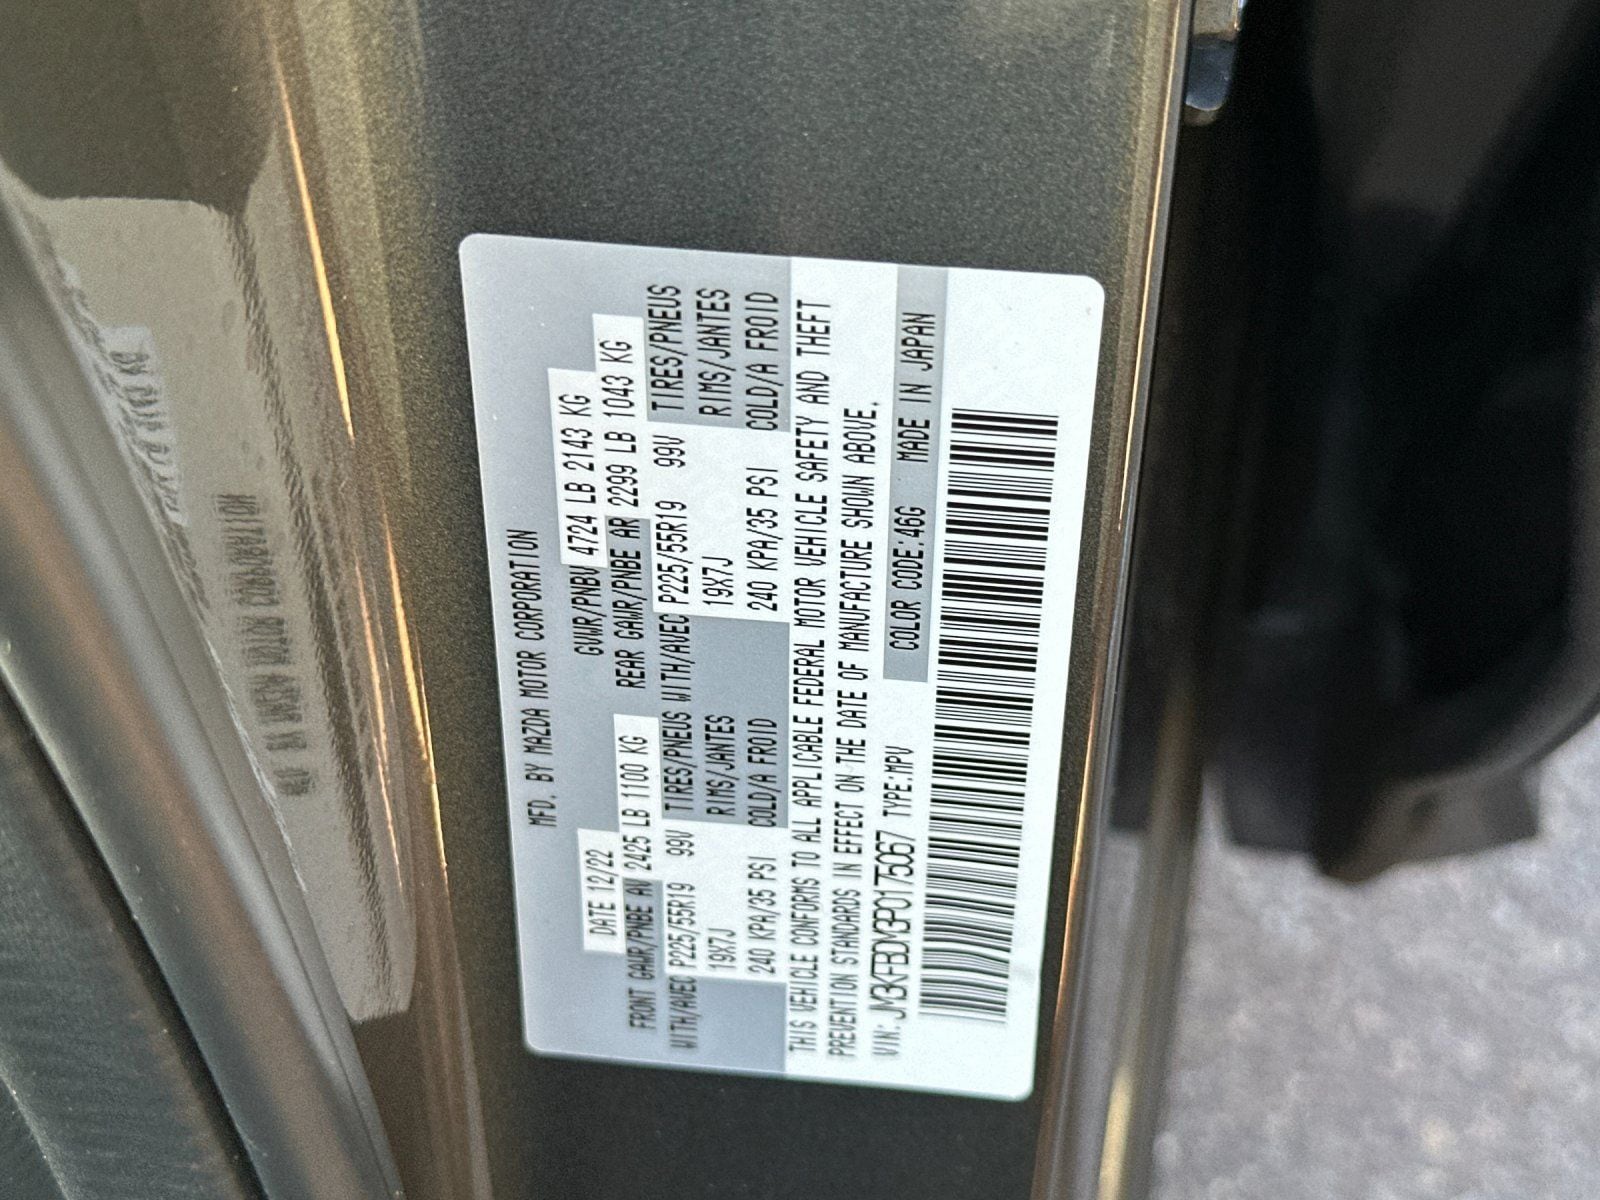 MFD. BY MAZDA MOTOR CORPORATION
DATE 12/22 GVWR/PNBV 4724 LB 2143 KG
FRONT GAWR/PNBE AV 2425 LB 1100 KG REAR GAWR/PNBE AR 2299 LB 1043 KG
WITH/AVEC P225/55R19 99V TIRES/PNEUS WITH/AVEC P225/55R19 99V TIRES/PNEUS
19X7J RIMS/JANTES 19X7J RIMS/JANTES
240 KPA/35 PSI COLD/A FROID 240 KPA/35 PSI COLD/A FROID
THIS VEHICLE CONFORMS TO ALL APPLICABLE FEDERAL MOTOR VEHICLE SAFETY AND THEFT
PREVENTION STANDARDS IN EFFECT ON THE DATE OF MANUFACTURE SHOWN ABOVE.
VIN: JM3KFBDX3P0175067 TYPE:MPV COLOR CODE:46G MADE IN JAPAN